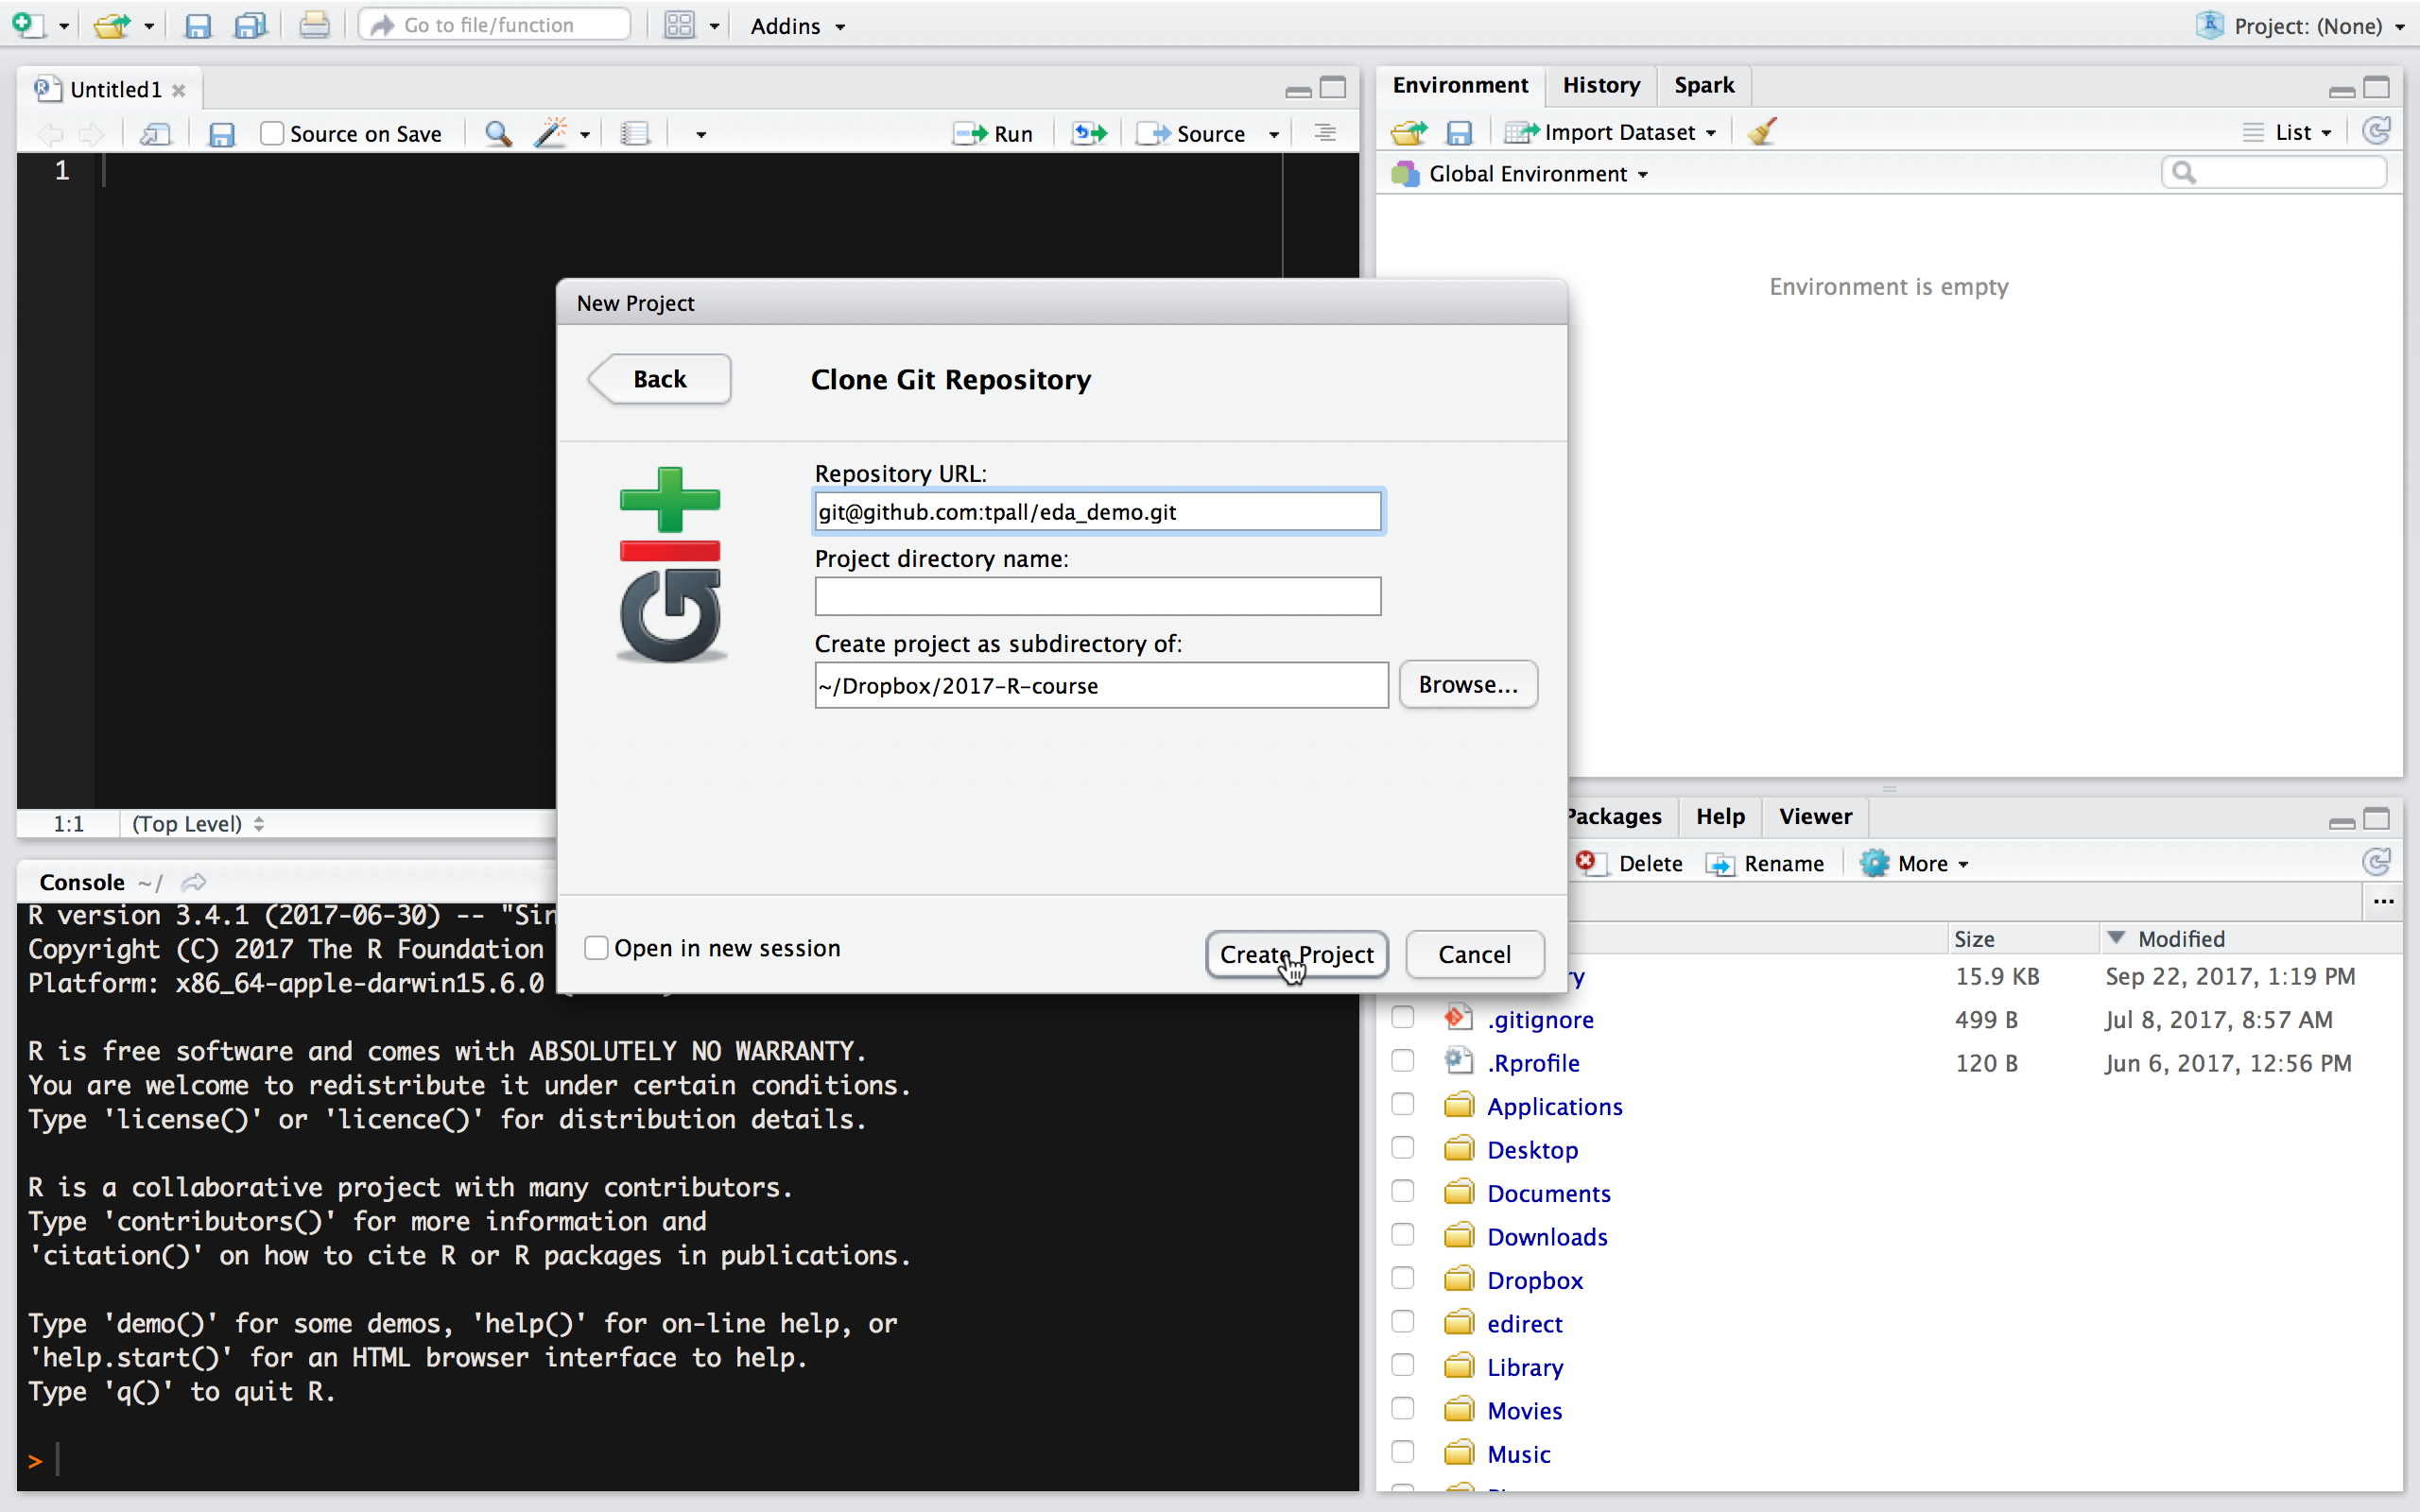 Go to file/function
Addins
Project: (None)
Untitled1
Source on Save
Run
Source
1
1:1
(Top Level)
Environment
History
Spark
Import Dataset
List
Global Environment
Environment is empty
New Project
Back
Clone Git Repository
Repository URL:
git@github.com:tpall/eda_demo.git
Project directory name:
Create project as subdirectory of:
~/Dropbox/2017-R-course
Browse...
Open in new session
Create Project
Cancel
Console ~/
R version 3.4.1 (2017-06-30) -- "Sin
Copyright (C) 2017 The R Foundation
Platform: x86_64-apple-darwin15.6.0
R is free software and comes with ABSOLUTELY NO WARRANTY.
You are welcome to redistribute it under certain conditions.
Type 'license()' or 'licence()' for distribution details.
R is a collaborative project with many contributors.
Type 'contributors()' for more information and
'citation()' on how to cite R or R packages in publications.
Type 'demo()' for some demos, 'help()' for on-line help, or
'help.start()' for an HTML browser interface to help.
Type 'q()' to quit R.
>
Packages
Help
Viewer
Delete
Rename
More
...
Size
Modified
ry
15.9 KB
Sep 22, 2017, 1:19 PM
.gitignore
499 B
Jul 8, 2017, 8:57 AM
.Rprofile
120 B
Jun 6, 2017, 12:56 PM
Applications
Desktop
Documents
Downloads
Dropbox
edirect
Library
Movies
Music